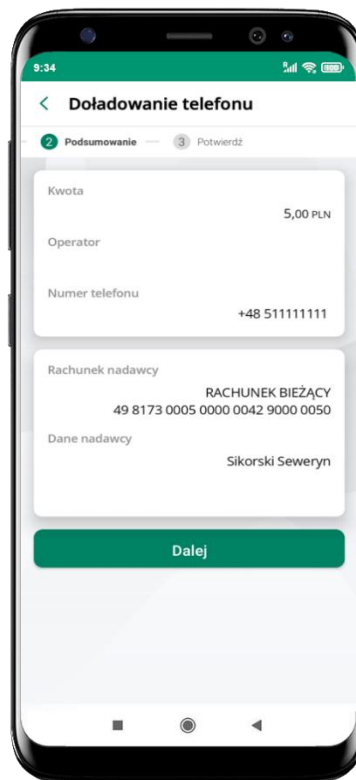 9:34
Doładowanie telefonu
2 Podsumowanie 3 Potwierdź
Kwota
5,00 PLN
Operator
Numer telefonu
+48 511111111
Rachunek nadawcy
RACHUNEK BIEŻĄCY
49 8173 0005 0000 0042 9000 0050
Dane nadawcy
Sikorski Seweryn
Dalej